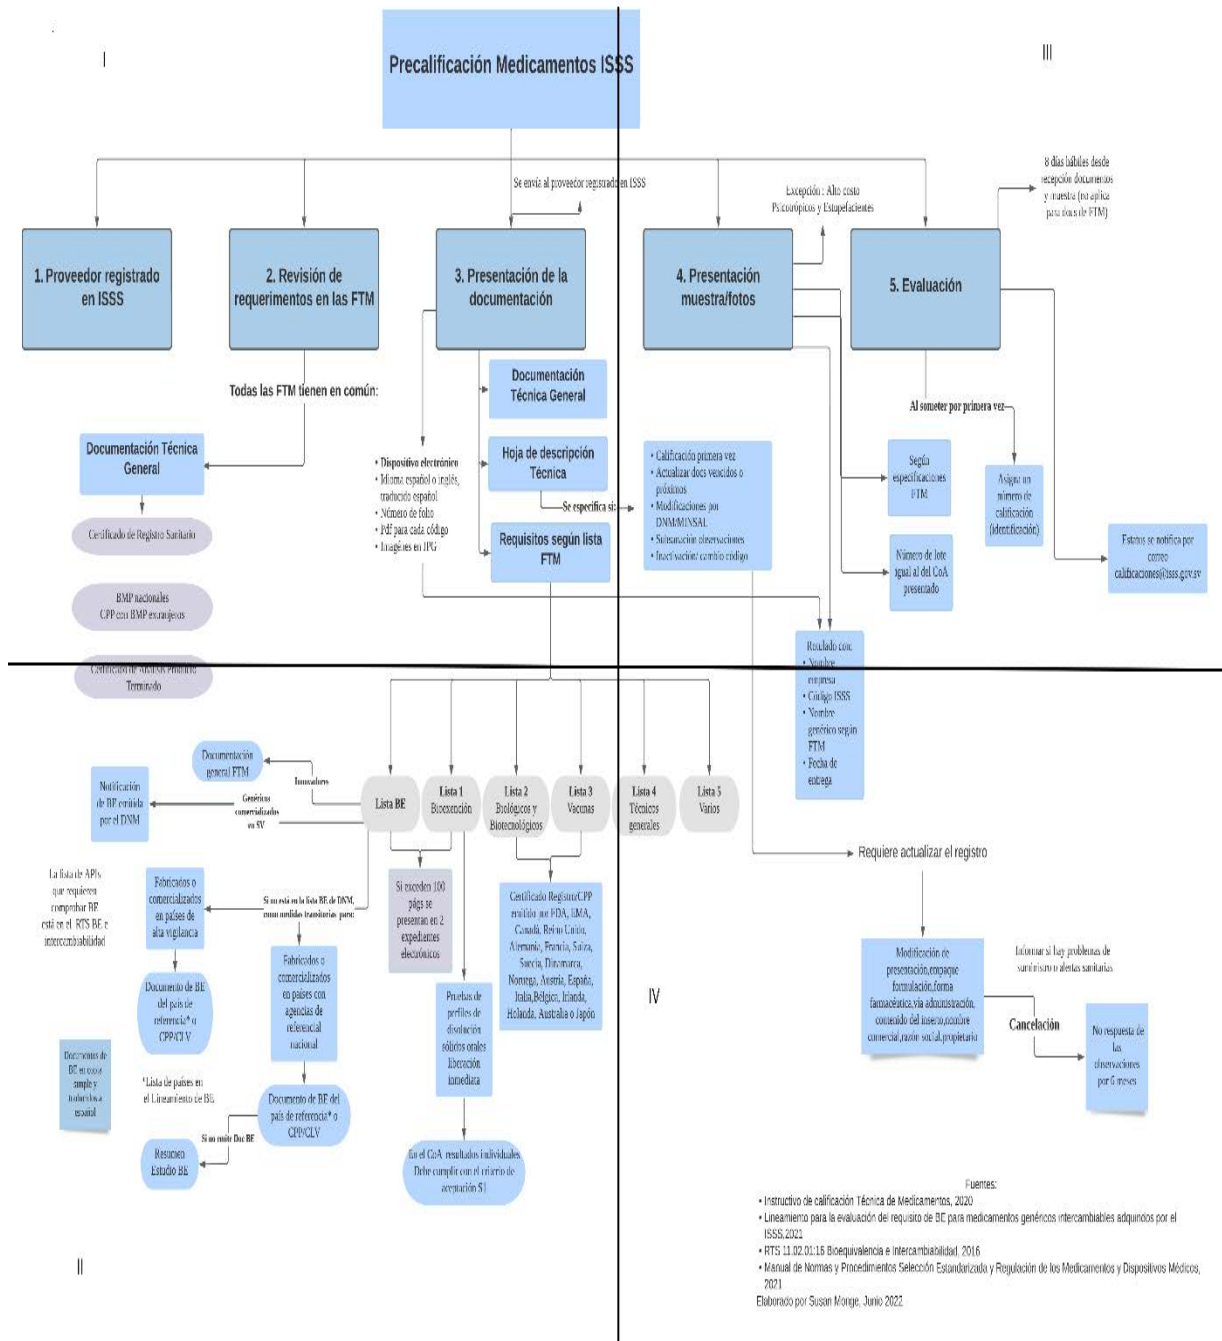 I
Precalificación Medicamentos ISSS
III
Se envía al proveedor registrado en ISSS
Excepción : Alto costo
Psicotrópicos y Estupefacientes
8 días hábiles desde
recepción documentos
y muestra (no aplica
para docs de FTM)
1. Proveedor registrado
en ISSS
2. Revisión de
requerimentos en las FTM
3. Presentación de la
documentación
4. Presentación
muestra/fotos
5. Evaluación
Todas las FTM tienen en común:
Documentación Técnica
General
Certificado de Registro Sanitario
BMP nacionales
CPP con BMP extranjeros
Certificado de Análisis Producto
Terminado
• Dispositivo electrónico
• Idioma español o inglés,
traducido español
• Número de folio
• Pdf para cada código
• Imagénes en JPG
Documentación
Técnica General
Hoja de descripción
Técnica
Se especifica si:
Requisitos según lista
FTM
• Calificación primera vez
• Actualizar docs vencidos o
próximos
• Modificaciones por
DNM/MINSAL
• Subsanación observaciones
• Inactivación/ cambio código
Al someter por primera vez
Según
especificaciones
FTM
Asigna un
número de
calificación
(identificación)
Número de lote
igual al del CoA
presentado
Estatus se notifica por
correo
calificaciones@isss.gov.sv
Rotulado con:
• Nombre
empresa
• Código ISSS
• Nombre
genérico según
FTM
• Fecha de
entrega
Documentación
general FTM
Innovadores
Notificación
de BE emitida
por el DNM
Genéricos
comercializados
en SV
Lista BE
Lista 1
Bioexención
Lista 2
Biológicos y
Biotecnológicos
Lista 3
Vacunas
Lista 4
Técnicos
generales
Lista 5
Varios
La lista de APIs
que requieren
comprobar BE
está en el RTS BE e
intercambiabilidad
Fabricados o
comercializados
en países de
alta vigilancia
Si no está en la lista BE de DNM,
como medidas transitorias para:
Si exceden 100
págs se
presentan en 2
expedientes
electrónicos
Certificado Registro/CPP
emitido por FDA, EMA,
Canadá, Reino Unido,
Alemania, Francia, Suiza,
Suecia, Dinamarca,
Noruega, Austria, España,
Italia,Bélgica, Irlanda,
Holanda, Australia o Japón
Requiere actualizar el registro
Documento de BE
del país de
referencia* o
CPP/CLV
Fabricados o
comercializados
en países con
agencias de
referencial
nacional
Pruebas de
perfiles de
disolución
sólidos orales
liberación
inmediata
IV
Modificación de
presentación,empaque
formulación,forma
farmacéutica,vía administración,
contenido del inserto,nombre
comercial,razón social,propietario
Informar si hay problemas de
suministro o alertas sanitarias
Cancelación
No respuesta de
las
observaciones
por 6 meses
Documentos de
BE en copia
simple y
traducidos a
español
*Lista de países en
el Lineamiento de BE
Documento de BE del
país de referencia* o
CPP/CLV
Si no emite Doc BE
Resumen
Estudio BE
En el CoA resultados individuales
Debe cumplir con el criterio de
aceptación S1
II
Fuentes:
• Instructivo de calificación Técnica de Medicamentos, 2020
• Lineamiento para la evaluación del requisito de BE para medicamentos genéricos intercambiables adquiridos por el
ISSS,2021
• RTS 11.02.01:16 Bioequivalencia e Intercambiabilidad, 2016
• Manual de Normas y Procedimientos Selección Estandarizada y Regulación de los Medicamentos y Dispositivos Médicos,
2021
Elaborado por Susan Monge, Junio 2022